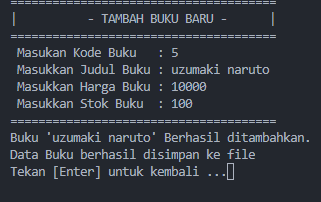 ======================================
|          - TAMBAH BUKU BARU -      |
======================================
Masukan Kode Buku   : 5
Masukkan Judul Buku : uzumaki naruto
Masukkan Harga Buku : 10000
Masukkan Stok Buku  : 100
======================================
Buku 'uzumaki naruto' Berhasil ditambahkan.
Data Buku berhasil disimpan ke file
Tekan [Enter] untuk kembali ...